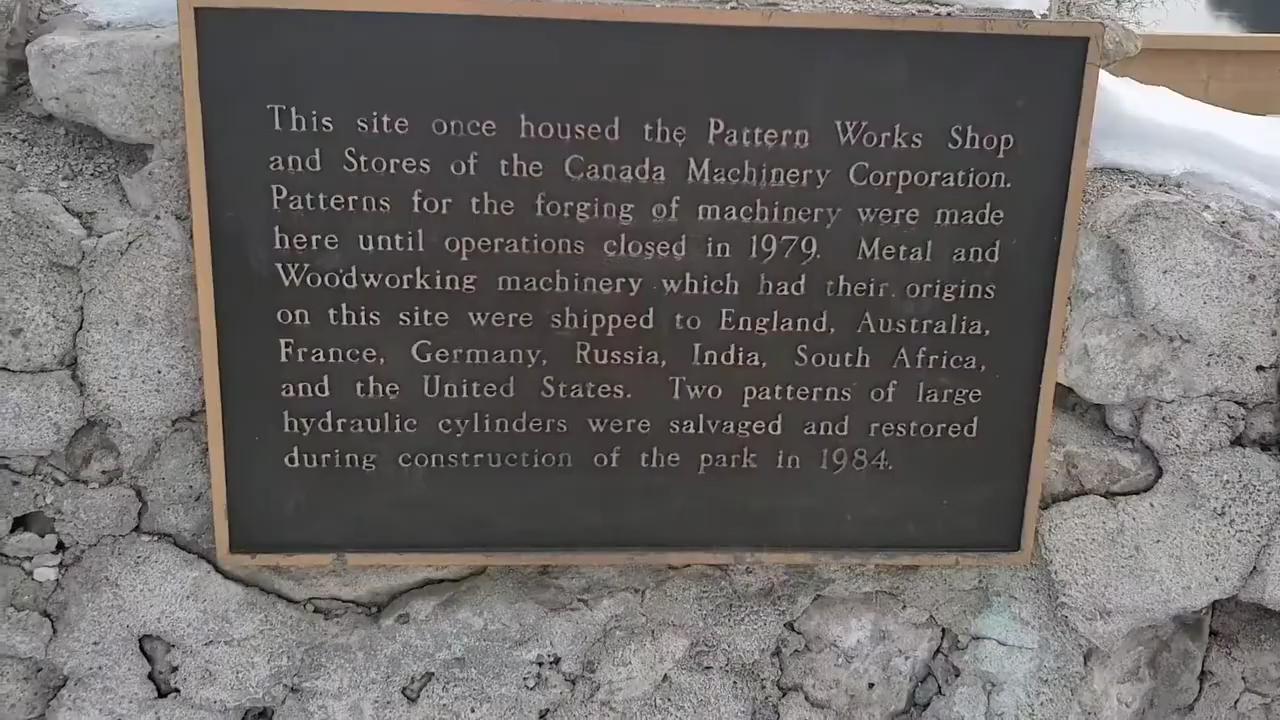 This site once housed the Pattern Works Shop
and Stores of the Canada Machinery Corporation.
Patterns for the forging of machinery were made
here until operations closed in 1979. Metal and
Woodworking machinery which had their origins
on this site were shipped to England, Australia,
France, Germany, Russia, India, South Africa,
and the United States. Two patterns of large
hydraulic cylinders were salvaged and restored
during construction of the park in 1984.